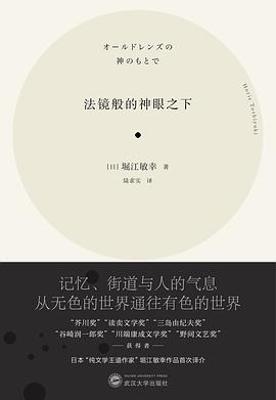 オールドレンズの
神のもとで
Horie Toshiyuki
法镜般的神眼之下
[日]堀江敏幸 著
陆求实 译
记忆、街道与人的气息
从无色的世界通往有色的世界
“芥川奖”“读卖文学奖”“三岛由纪夫奖”
“谷崎润一郎奖”“川端康成文学奖”“野间文艺奖”
获得者
日本“纯文学王道作家”堀江敏幸作品首次译介
武汉大学出版社